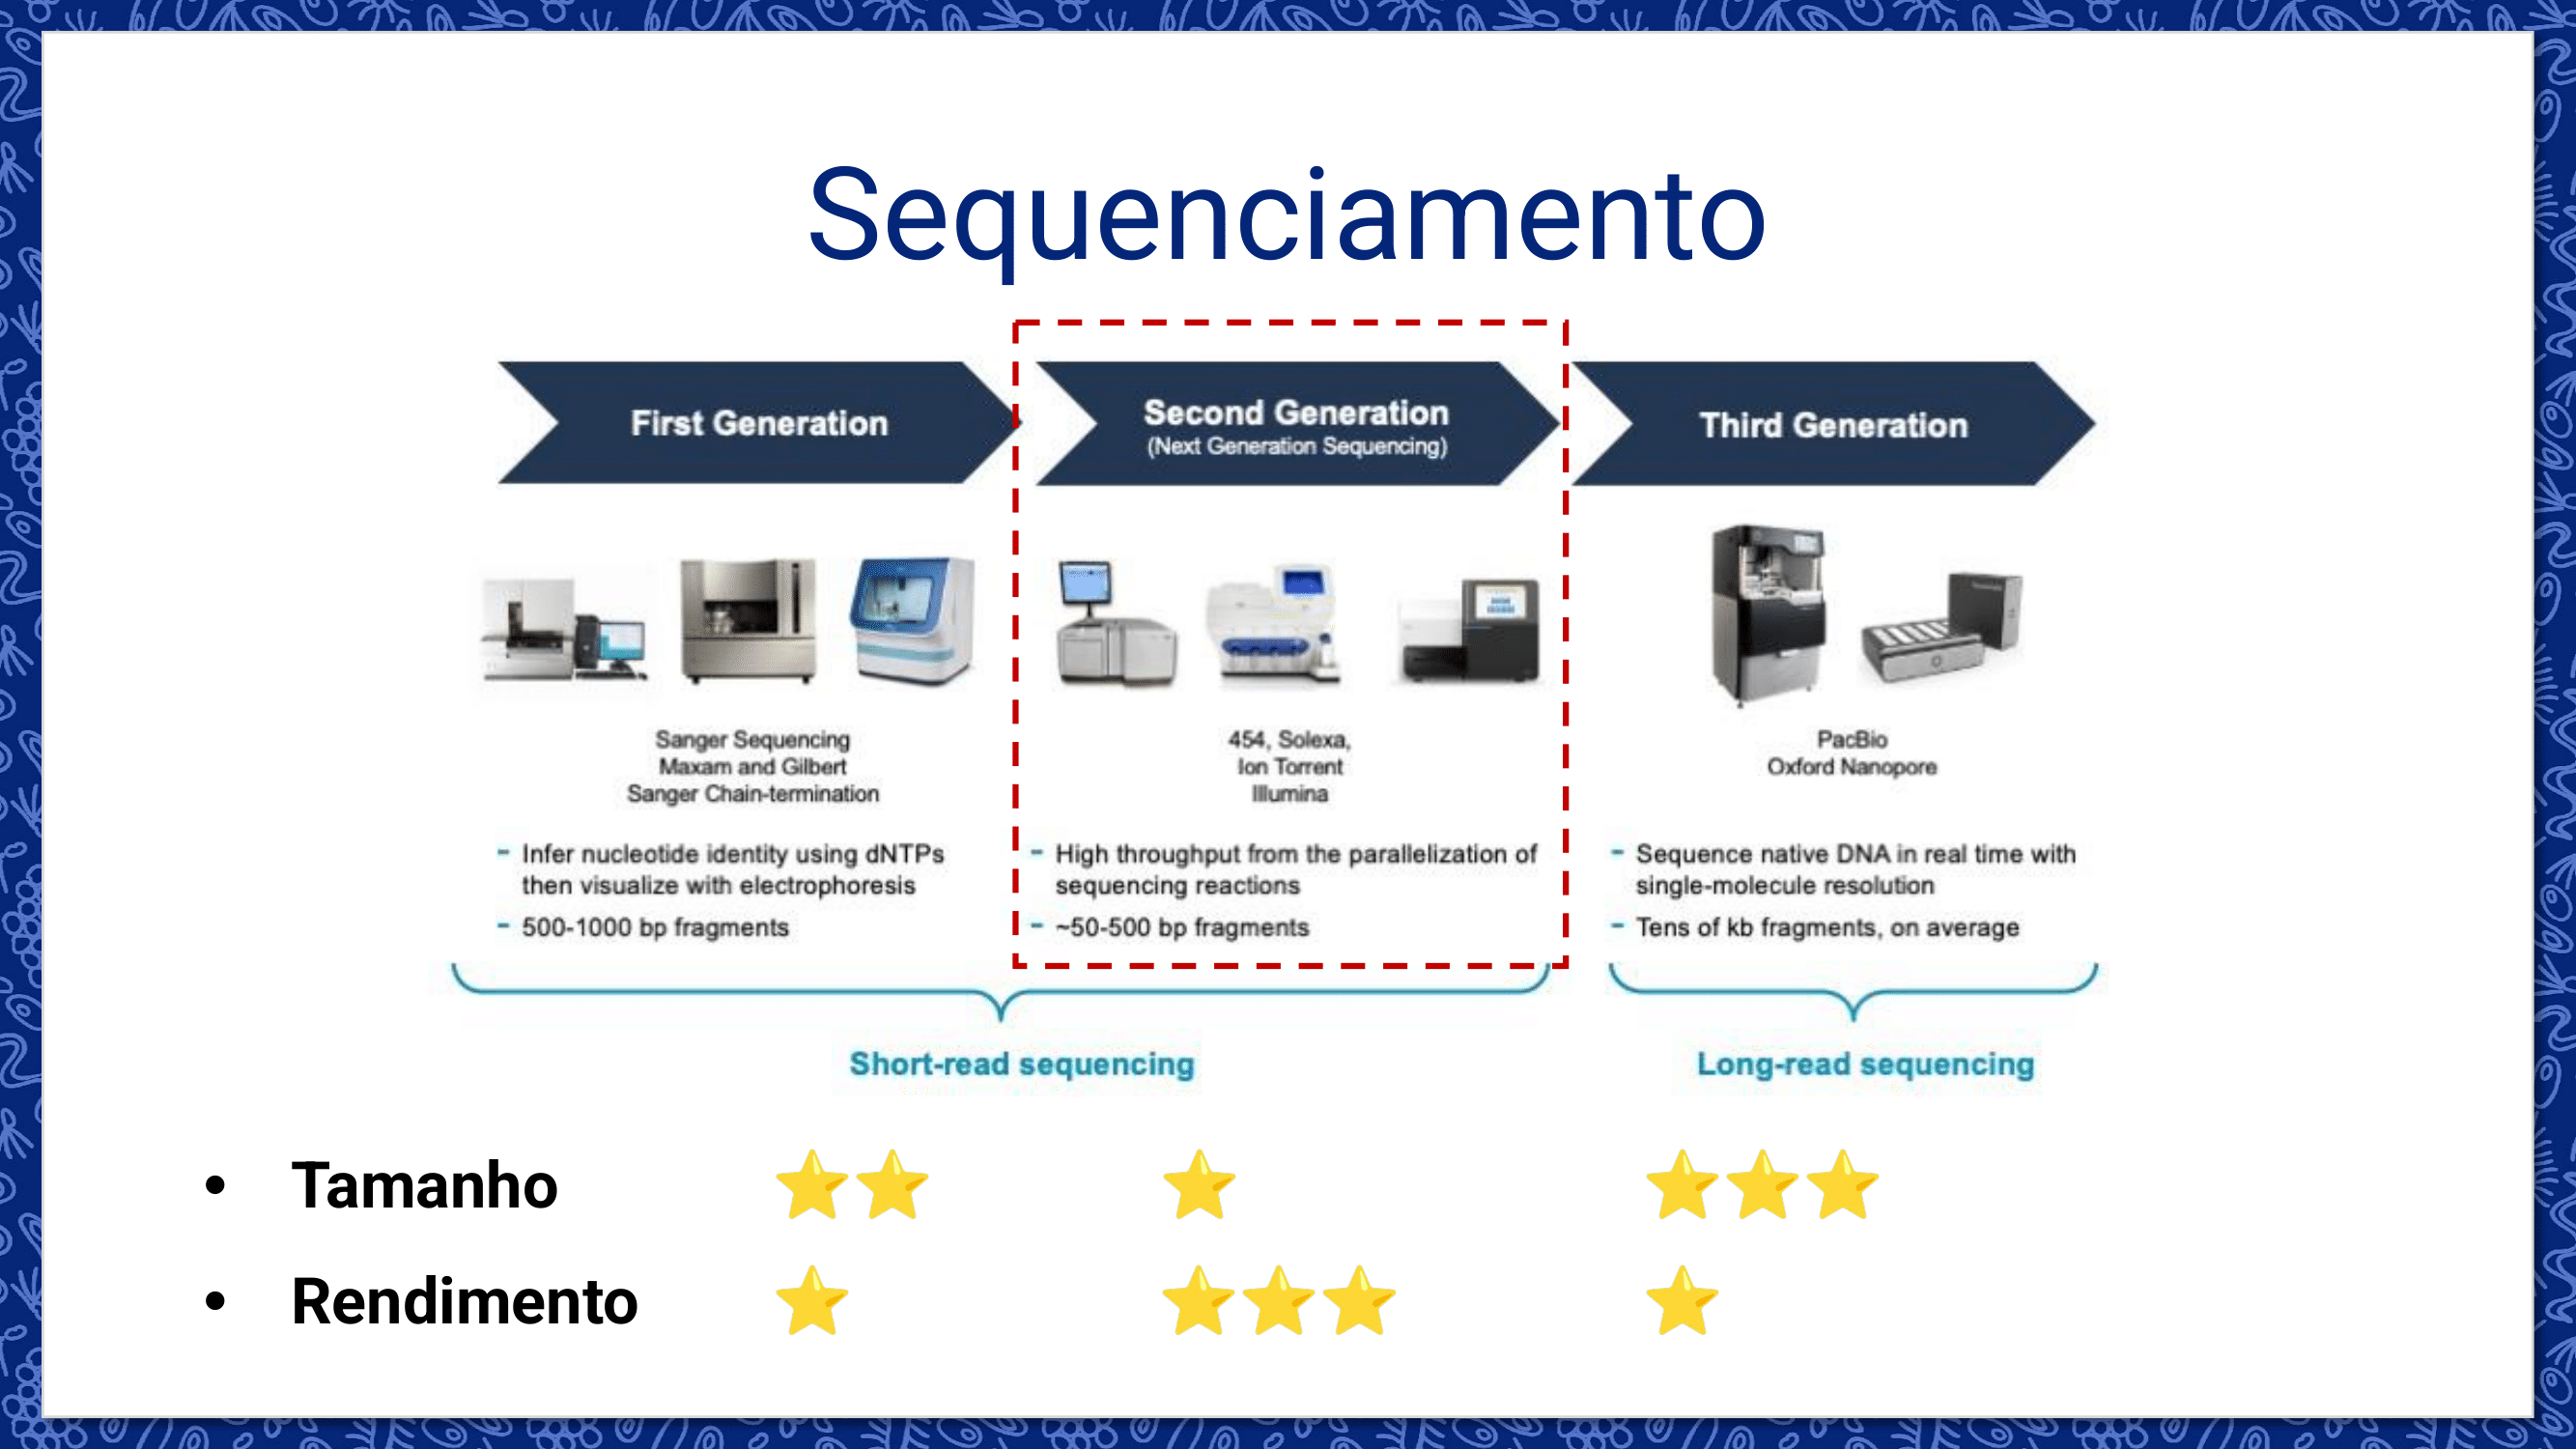 Sequenciamento
First Generation
Second Generation
(Next Generation Sequencing)
Third Generation
Sanger Sequencing
Maxam and Gilbert
Sanger Chain-termination
454, Solexa,
Ion Torrent
Illumina
PacBio
Oxford Nanopore
- Infer nucleotide identity using dNTPs
then visualize with electrophoresis
- 500-1000 bp fragments
- High throughput from the parallelization of
sequencing reactions
- ~50-500 bp fragments
- Sequence native DNA in real time with
single-molecule resolution
- Tens of kb fragments, on average
Short-read sequencing
Long-read sequencing
• Tamanho ⭐⭐ ⭐ ⭐⭐⭐
• Rendimento ⭐ ⭐⭐⭐ ⭐